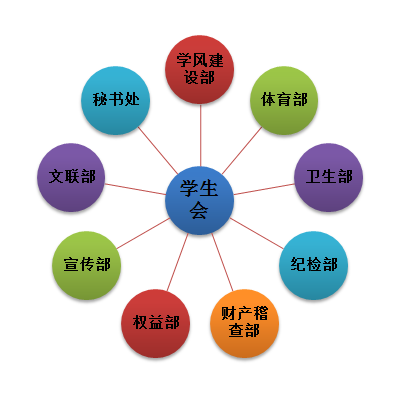 学风建
设部
秘书处
体育部
文联部
学生
会
卫生部
宣传部
纪检部
权益部
财产稽
查部